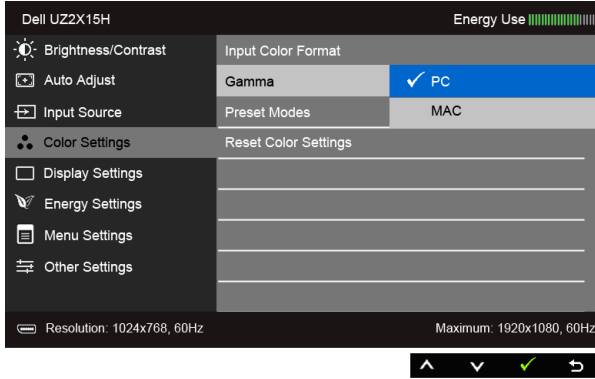 Dell UZ2X15H
Energy Use
Brightness/Contrast
Input Color Format
Auto Adjust
Gamma
PC
Input Source
Preset Modes
MAC
Color Settings
Reset Color Settings
Display Settings
Energy Settings
Menu Settings
Other Settings
Resolution: 1024x768, 60Hz
Maximum: 1920x1080, 60Hz